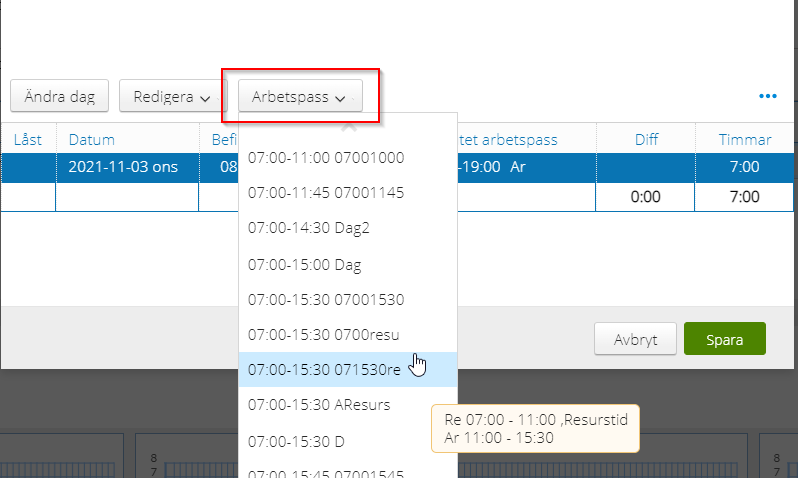 Ändra dag Redigera Arbetspass
Låst Datum Befi tet arbetspass Diff Timmar
2021-11-03 ons 08 -19:00 Ar 7:00
0:00 7:00
07:00-11:00 07001000
07:00-11:45 07001145
07:00-14:30 Dag2
07:00-15:00 Dag
07:00-15:30 07001530
07:00-15:30 0700resu
07:00-15:30 071530re
07:00-15:30 AResurs
07:00-15:30 D
07:00-15:45 07001545
Avbryt Spara
Re 07:00 - 11:00 ,Resurstid
Ar 11:00 - 15:30
8 8 8
7 7 7